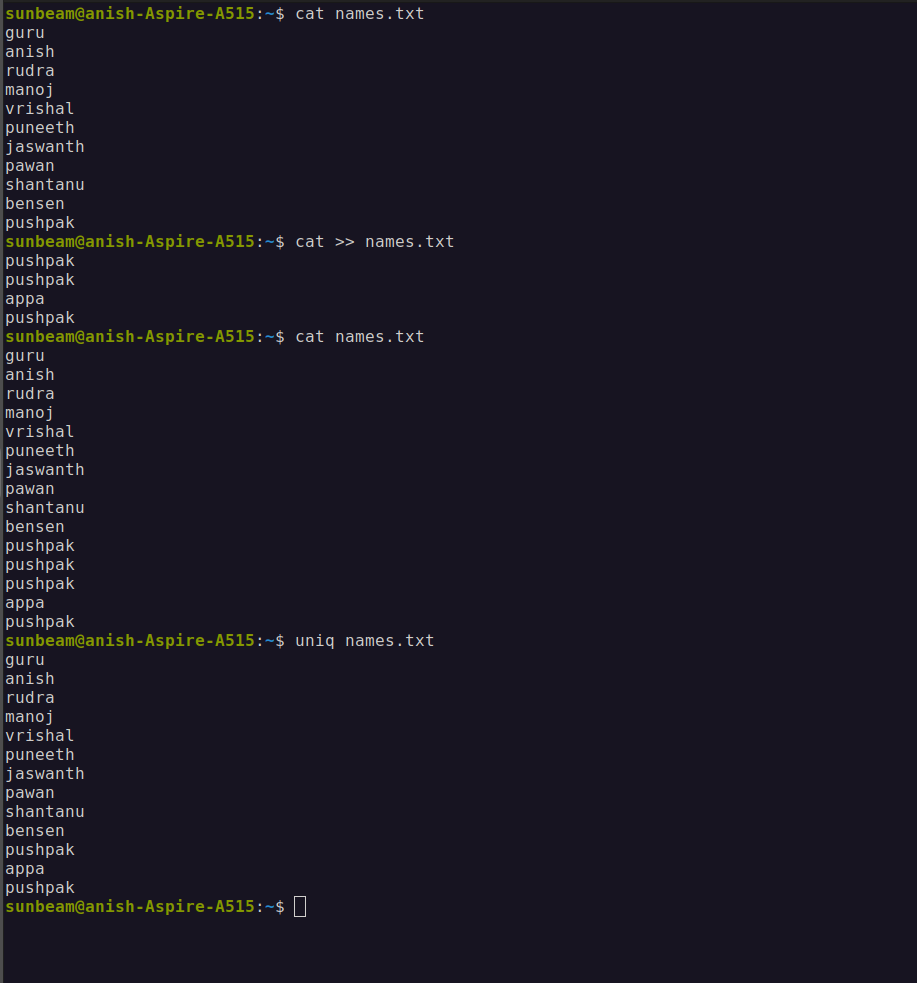 sunbeam@anish-Aspire-A515:~$ cat names.txt
guru
anish
rudra
manoj
vrishal
puneeth
jaswanth
pawan
shantanu
bensen
pushpak
sunbeam@anish-Aspire-A515:~$ cat >> names.txt
pushpak
pushpak
appa
pushpak
sunbeam@anish-Aspire-A515:~$ cat names.txt
guru
anish
rudra
manoj
vrishal
puneeth
jaswanth
pawan
shantanu
bensen
pushpak
pushpak
pushpak
appa
pushpak
sunbeam@anish-Aspire-A515:~$ uniq names.txt
guru
anish
rudra
manoj
vrishal
puneeth
jaswanth
pawan
shantanu
bensen
pushpak
appa
pushpak
sunbeam@anish-Aspire-A515:~$